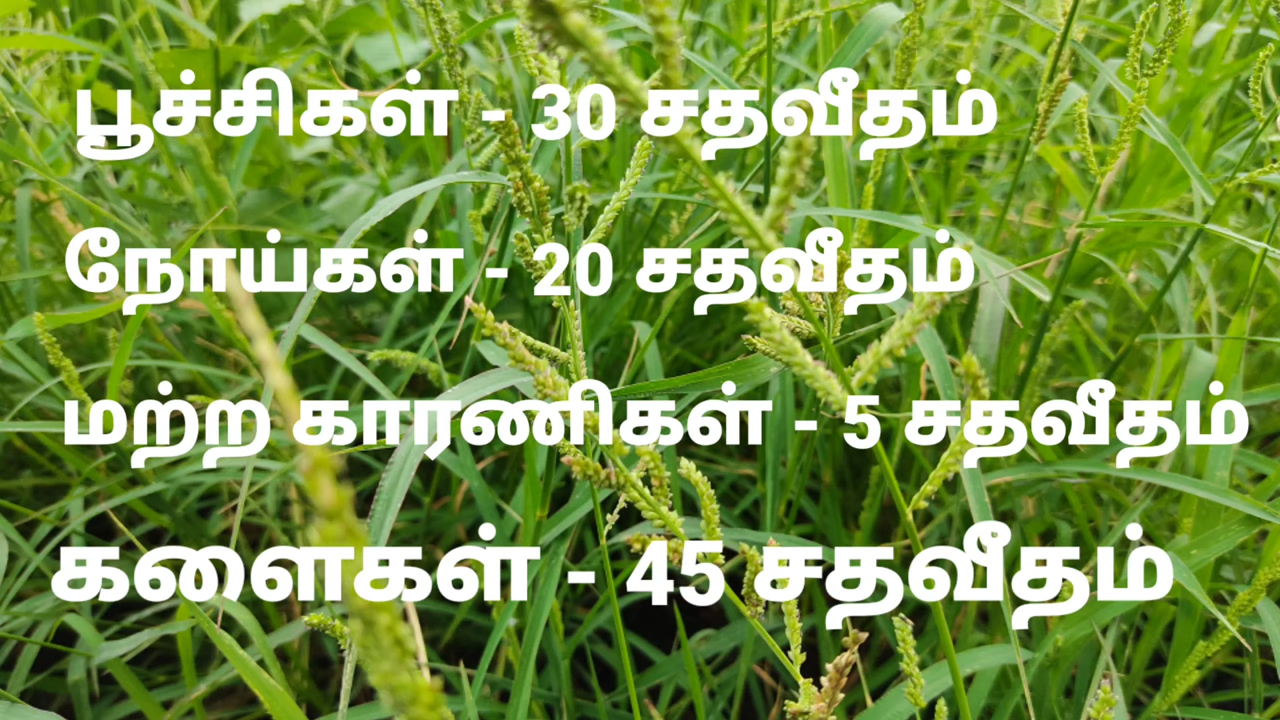 பூச்சிகள் - 30 சதவீதம்
நோய்கள் - 20 சதவீதம்
மற்ற காரணிகள் - 5 சதவீதம்
களைகள் - 45 சதவீதம்